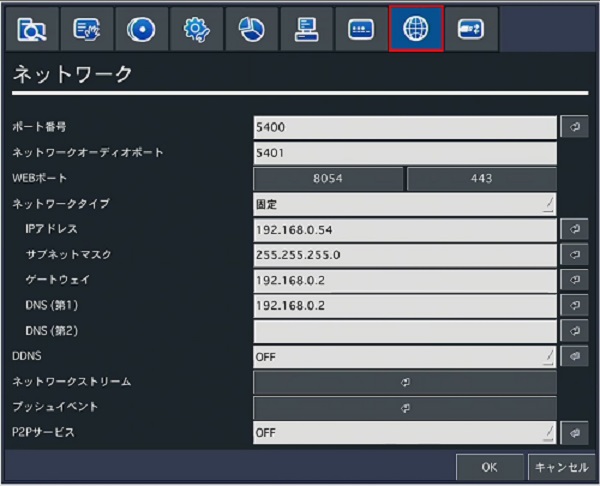 ネットワーク
ポート番号 5400
ネットワークオーディオポート 5401
WEBポート 8054 443
ネットワークタイプ 固定
IPアドレス 192.168.0.54
サブネットマスク 255.255.255.0
ゲートウェイ 192.168.0.2
DNS (第1) 192.168.0.2
DNS (第2)
DDNS OFF
ネットワークストリーム
プッシュイベント
P2Pサービス OFF
OK キャンセル